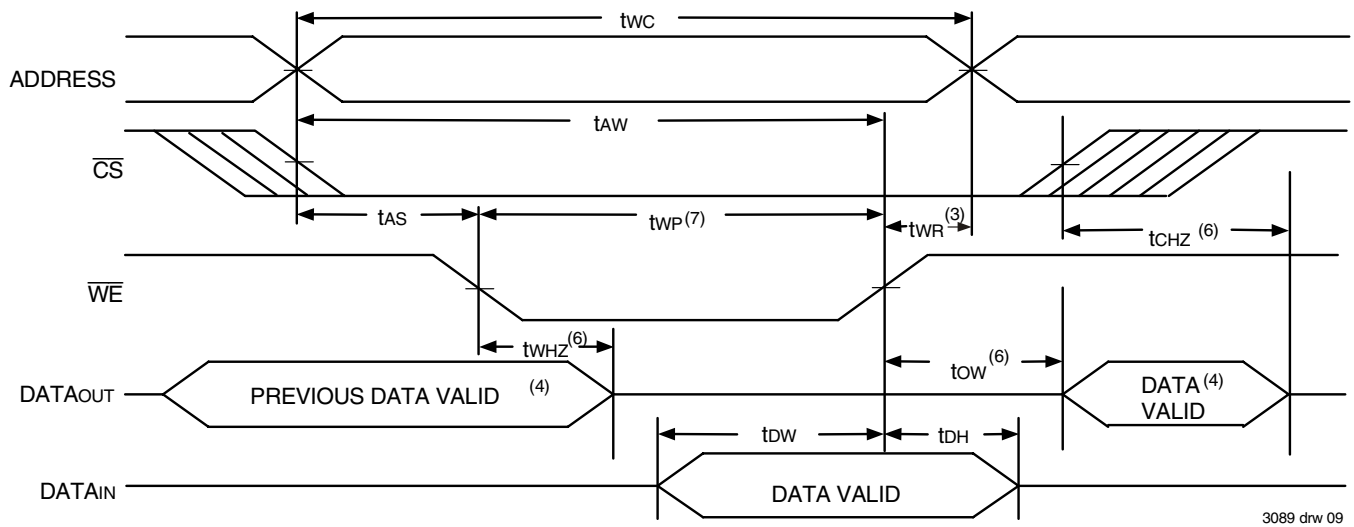 tWC
ADDRESS
tAW
CS
tAS
tWP (7)
tWR (3)
tCHZ (6)
WE
tWHZ (6)
tOW (6)
DATAOUT
PREVIOUS DATA VALID (4)
DATA (4)
VALID
tDW
tDH
DATAIN
DATA VALID
3089 drw 09